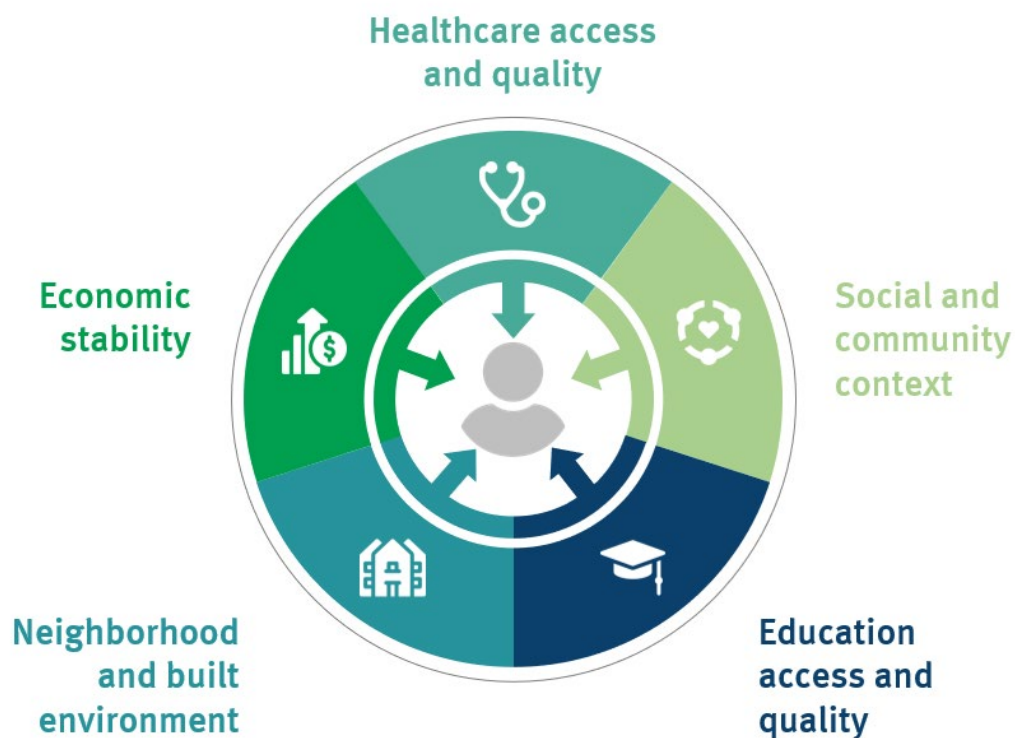 Healthcare access
and quality
Economic
stability
$
Social and
community
context
Neighborhood
and built
environment
Education
access and
quality